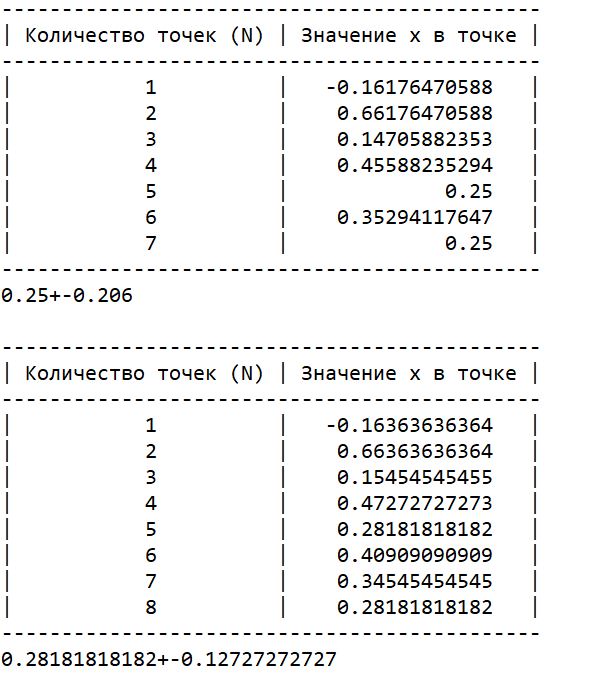 ---------------------------------------------
| Количество точек (N) | Значение x в точке |
---------------------------------------------
| 1 | -0.16176470588 |
| 2 | 0.66176470588 |
| 3 | 0.14705882353 |
| 4 | 0.45588235294 |
| 5 | 0.25 |
| 6 | 0.35294117647 |
| 7 | 0.25 |
---------------------------------------------
0.25+-0.206
---------------------------------------------
| Количество точек (N) | Значение x в точке |
---------------------------------------------
| 1 | -0.16363636364 |
| 2 | 0.66363636364 |
| 3 | 0.15454545455 |
| 4 | 0.47272727273 |
| 5 | 0.28181818182 |
| 6 | 0.40909090909 |
| 7 | 0.34545454545 |
| 8 | 0.28181818182 |
---------------------------------------------
0.28181818182+-0.12727272727